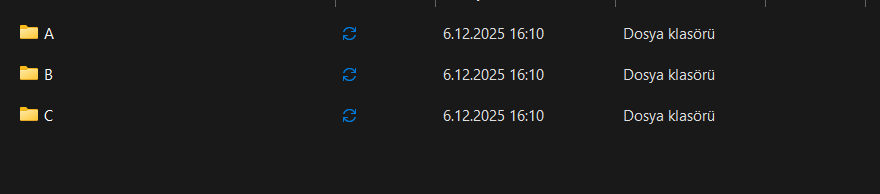 A 6.12.2025 16:10 Dosya klasörü
B 6.12.2025 16:10 Dosya klasörü
C 6.12.2025 16:10 Dosya klasörü